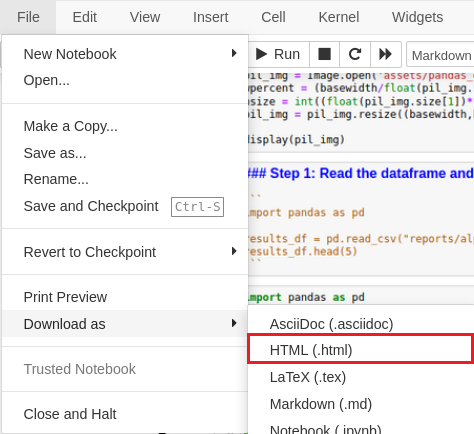 File Edit View Insert Cell Kernel Widgets
New Notebook
Open...
Make a Copy...
Save as...
Rename...
Save and Checkpoint Ctrl-S
Revert to Checkpoint
Print Preview
Download as
Trusted Notebook
Close and Halt
Run Markdown
pil_img = Image.open('assets/pandas_
wpercent = (basewidth/float(pil_img.
hsize = int((float(pil_img.size[1])*
pil_img = pil_img.resize((basewidth,
display(pil_img)
### Step 1: Read the dataframe and
```
import pandas as pd
results_df = pd.read_csv("reports/al
results_df.head(5)
```
import pandas as pd
AsciiDoc (.asciidoc)
HTML (.html)
LaTeX (.tex)
Markdown (.md)
Notebook (.ipynb)